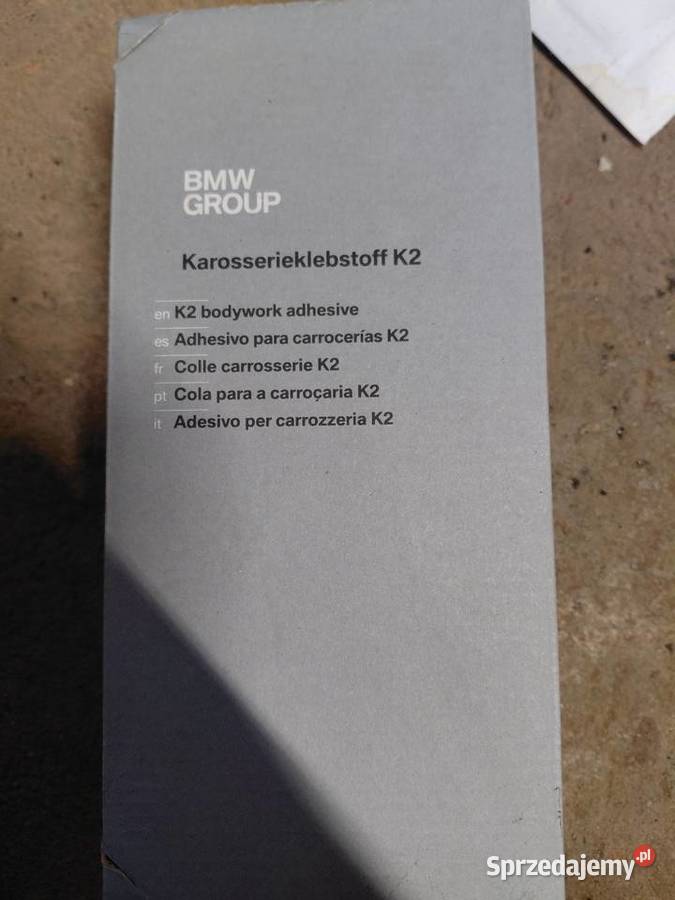 BMW
GROUP
Karosserieklebstoff K2
en K2 bodywork adhesive
es Adhesivo para carrocerías K2
fr Colle carrosserie K2
pt Cola para a carroçaria K2
it Adesivo per carrozzeria K2
Sprzedajemy.pl